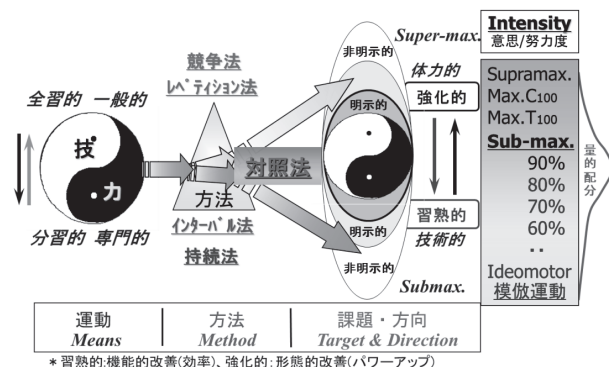 全習的 一般的
技
力
分習的 専門的
競争法
レペティション法
対照法
方法
インターバル法
持続法
Super-max.
非明示的
明示的
明示的
非明示的
Submax.
体力的
強化的
習熟的
技術的
Intensity
意思/努力度
Supramax.
Max.C100
Max.T100
Sub-max.
90%
80%
70%
60%
..
Ideomotor
模倣運動
量的配分
運動 方法 課題・方向
Means Method Target & Direction
*習熟的:機能的改善(効率)、強化的:形態的改善(パワーアップ)